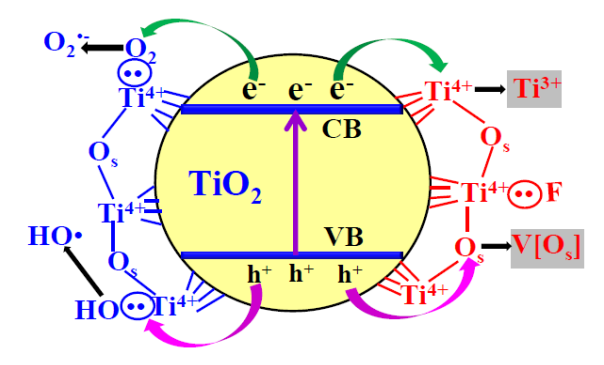 O₂•⁻ O₂
e⁻ e⁻ e⁻
Ti⁴⁺ Ti⁴⁺ Ti³⁺
CB
Oₛ Oₛ
TiO₂ Ti⁴⁺ F
Ti⁴⁺
VB
HO• Oₛ V[Oₛ]
Oₛ
h⁺ h⁺ h⁺
HO Ti⁴⁺ Ti⁴⁺